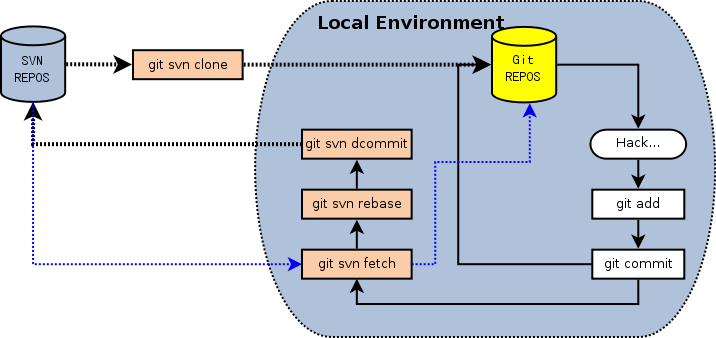 Local Environment
SVN
REPOS
git svn clone
Git
REPOS
git svn dcommit
Hack...
git svn rebase
git add
git svn fetch
git commit